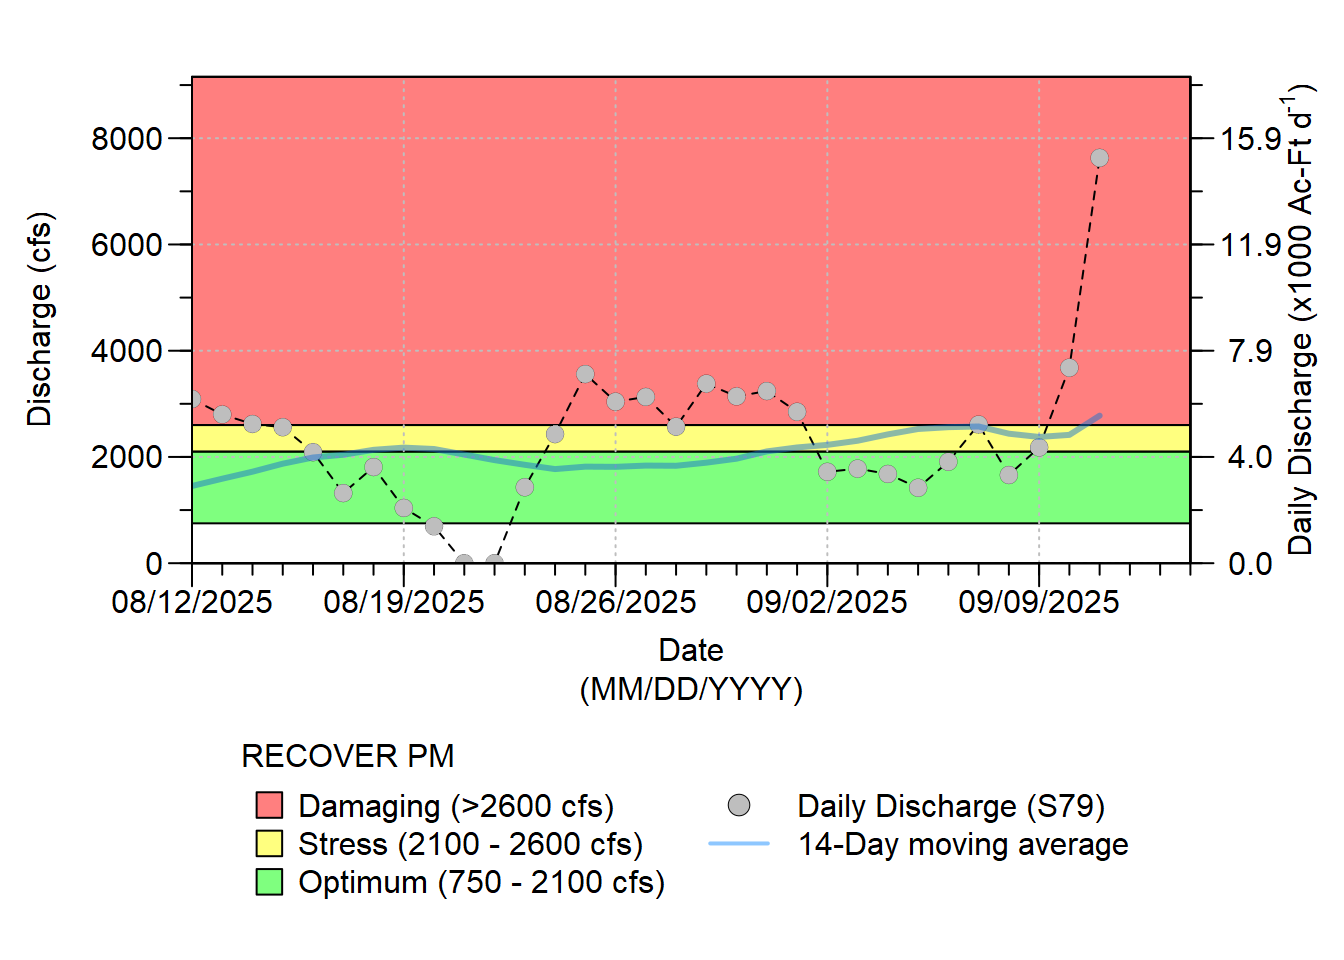 8000
6000
4000
2000
0
Discharge (cfs)
15.9
11.9
7.9
4.0
0.0
Daily Discharge (x1000 Ac-Ft d⁻¹)
08/12/2025 08/19/2025 08/26/2025 09/02/2025 09/09/2025
Date
(MM/DD/YYYY)
RECOVER PM
Damaging (>2600 cfs)
Stress (2100 - 2600 cfs)
Optimum (750 - 2100 cfs)
Daily Discharge (S79)
14-Day moving average